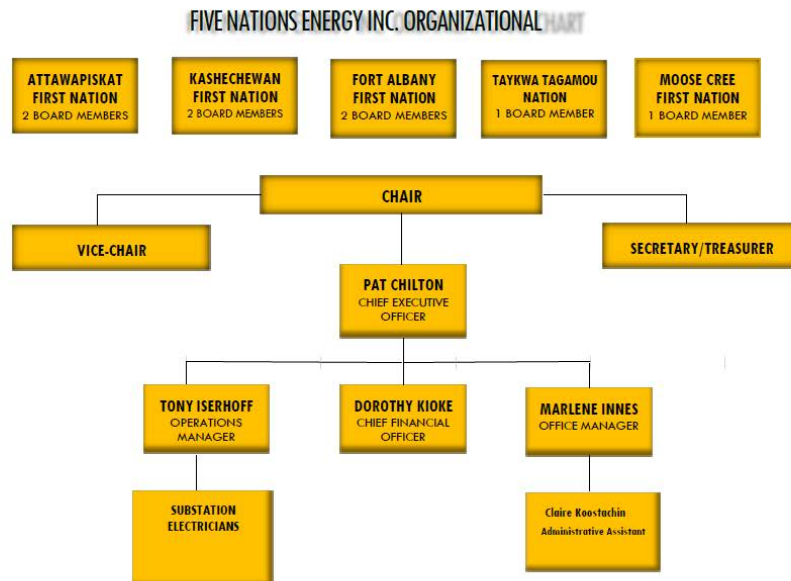 FIVE NATIONS ENERGY INC. ORGANIZATIONAL CHART
ATTAWAPISKAT
FIRST NATION
2 BOARD MEMBERS
KASHECHEWAN
FIRST NATION
2 BOARD MEMBERS
FORT ALBANY
FIRST NATION
2 BOARD MEMBERS
TAYKWA TAGAMOU
NATION
1 BOARD MEMBER
MOOSE CREE
FIRST NATION
1 BOARD MEMBER
CHAIR
VICE-CHAIR
SECRETARY/TREASURER
PAT CHILTON
CHIEF EXECUTIVE
OFFICER
TONY ISERHOFF
OPERATIONS
MANAGER
DOROTHY KIOKE
CHIEF FINANCIAL
OFFICER
MARLENE INNES
OFFICE MANAGER
SUBSTATION
ELECTRICIANS
Claire Koostachin
Administrative Assistant